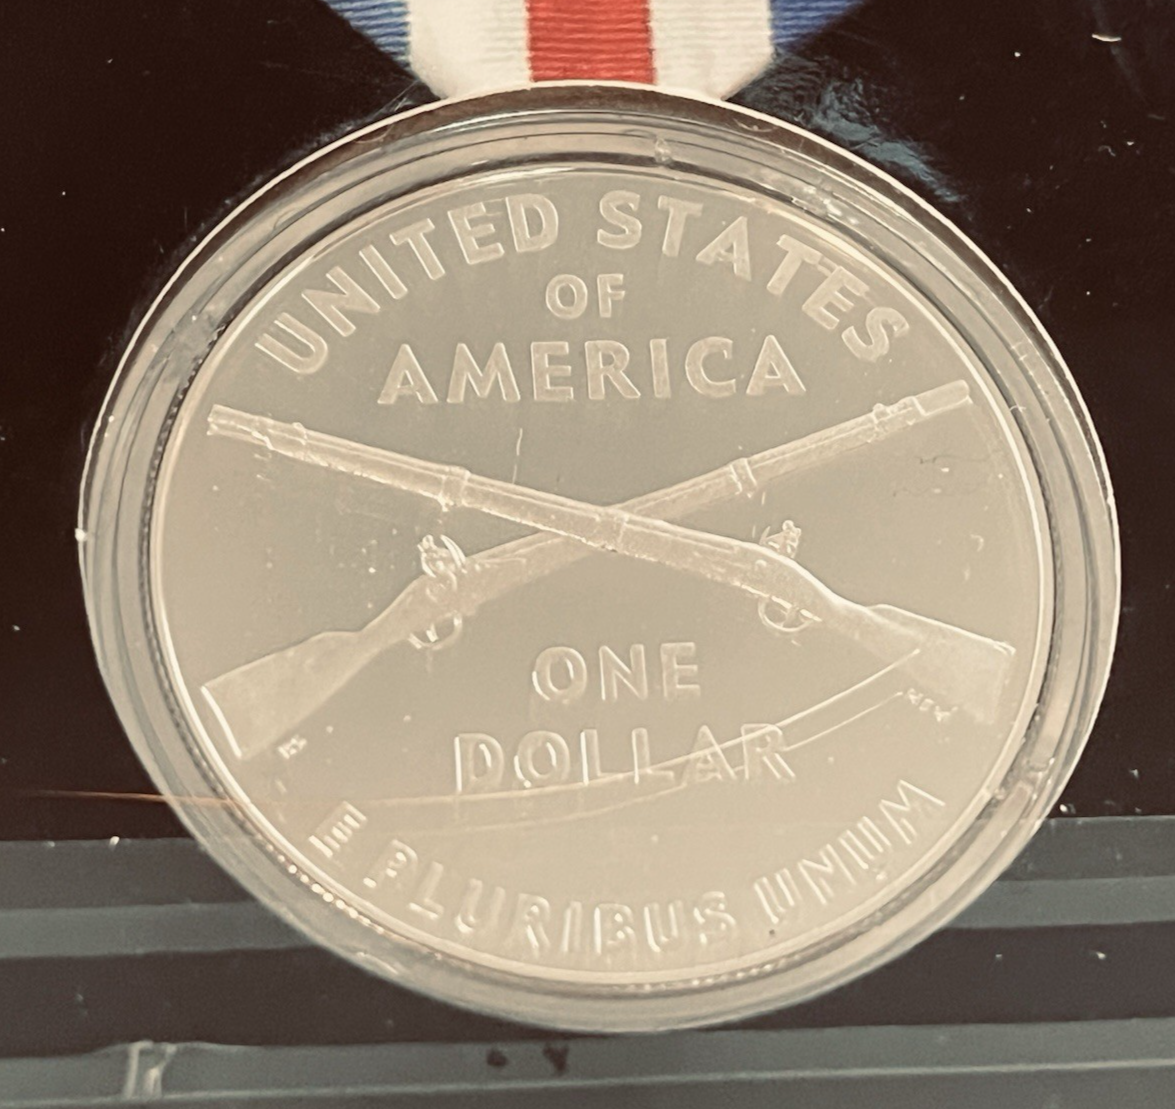 UNITED STATES
OF
AMERICA
ONE
DOLLAR
E PLURIBUS UNUM